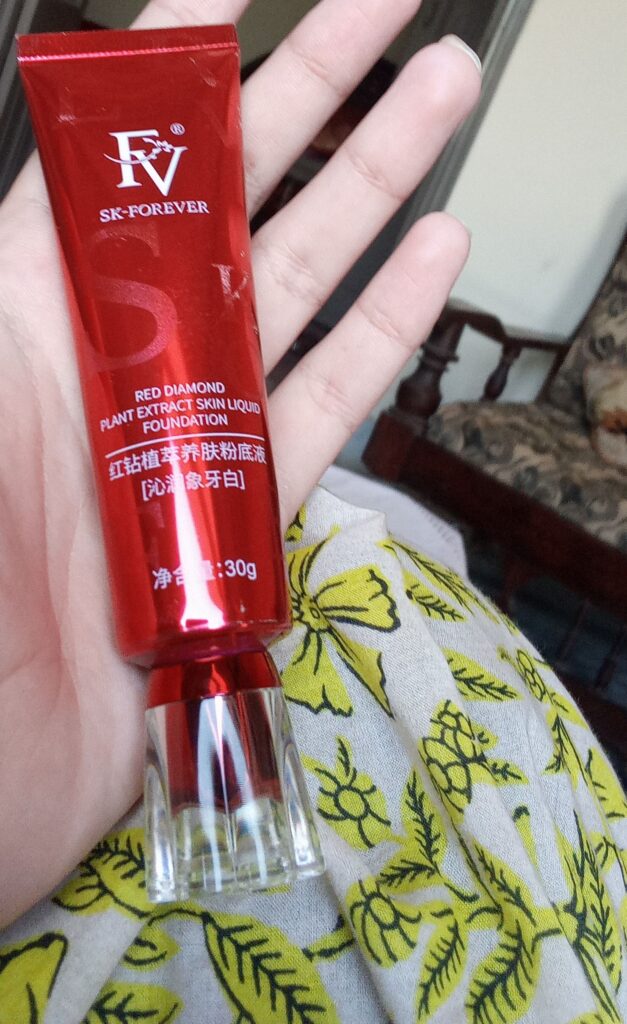 FV®
SK-FOREVER
S K
RED DIAMOND
PLANT EXTRACT SKIN LIQUID
FOUNDATION
红钻植萃养肤粉底液
[沁润象牙白]
净含量:30g